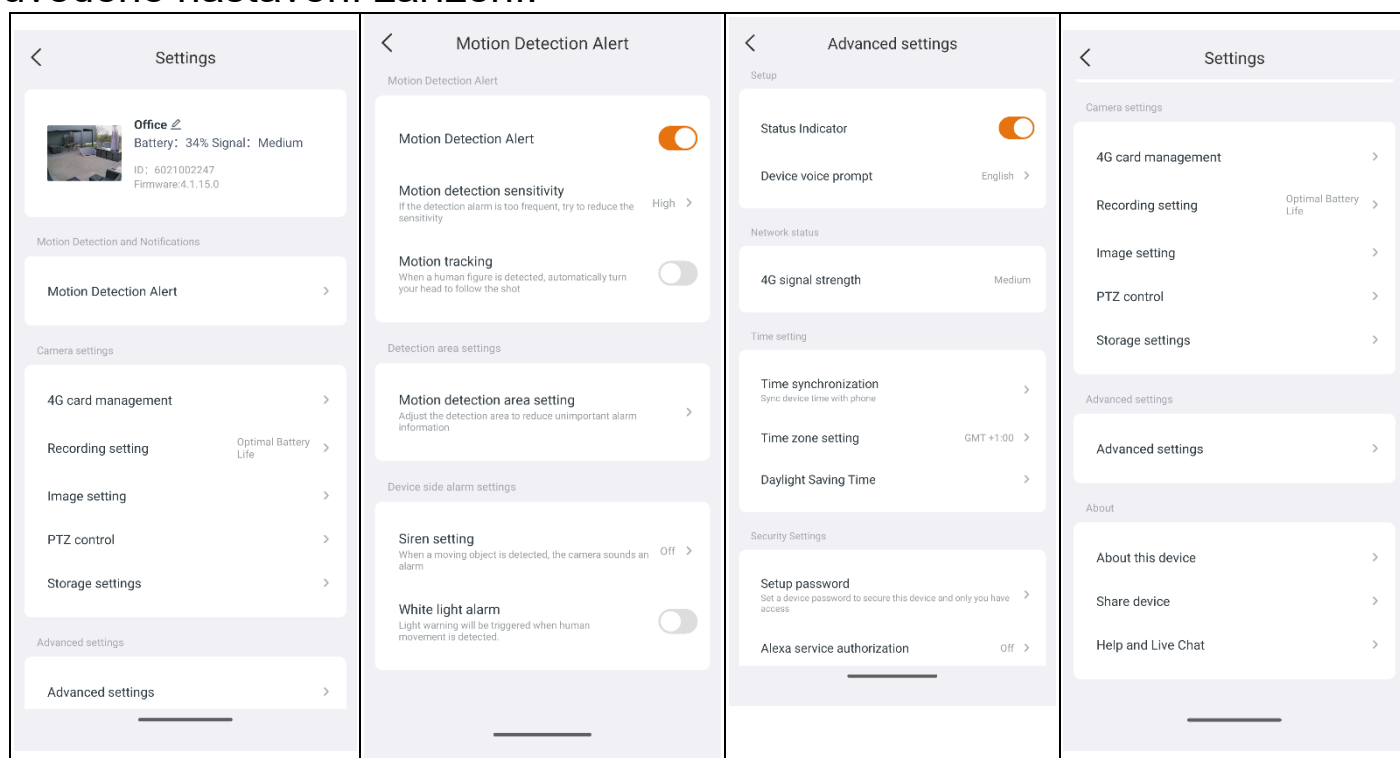 uvedené nastavení zařízení.
Settings
Office
Battery: 34% Signal: Medium
ID: 6021002247
Firmware:4.1.15.0
Motion Detection and Notifications
Motion Detection Alert
Camera settings
4G card management
Recording setting
Optimal Battery
Life
Image setting
PTZ control
Storage settings
Advanced settings
Advanced settings
Motion Detection Alert
Motion Detection Alert
Motion Detection Alert
Motion detection sensitivity
If the detection alarm is too frequent, try to reduce the
sensitivity
High
Motion tracking
When a human figure is detected, automatically turn
your head to follow the shot
Detection area settings
Motion detection area setting
Adjust the detection area to reduce unimportant alarm
information
Device side alarm settings
Siren setting
When a moving object is detected, the camera sounds an
alarm
Off
White light alarm
Light warning will be triggered when human
movement is detected.
Advanced settings
Setup
Status Indicator
Device voice prompt
English
Network status
4G signal strength
Medium
Time setting
Time synchronization
Sync device time with phone
Time zone setting
GMT +1:00
Daylight Saving Time
Security Settings
Setup password
Set a device password to secure this device and only you have
access
Alexa service authorization
Off
Settings
Camera settings
4G card management
Recording setting
Optimal Battery
Life
Image setting
PTZ control
Storage settings
Advanced settings
Advanced settings
About
About this device
Share device
Help and Live Chat